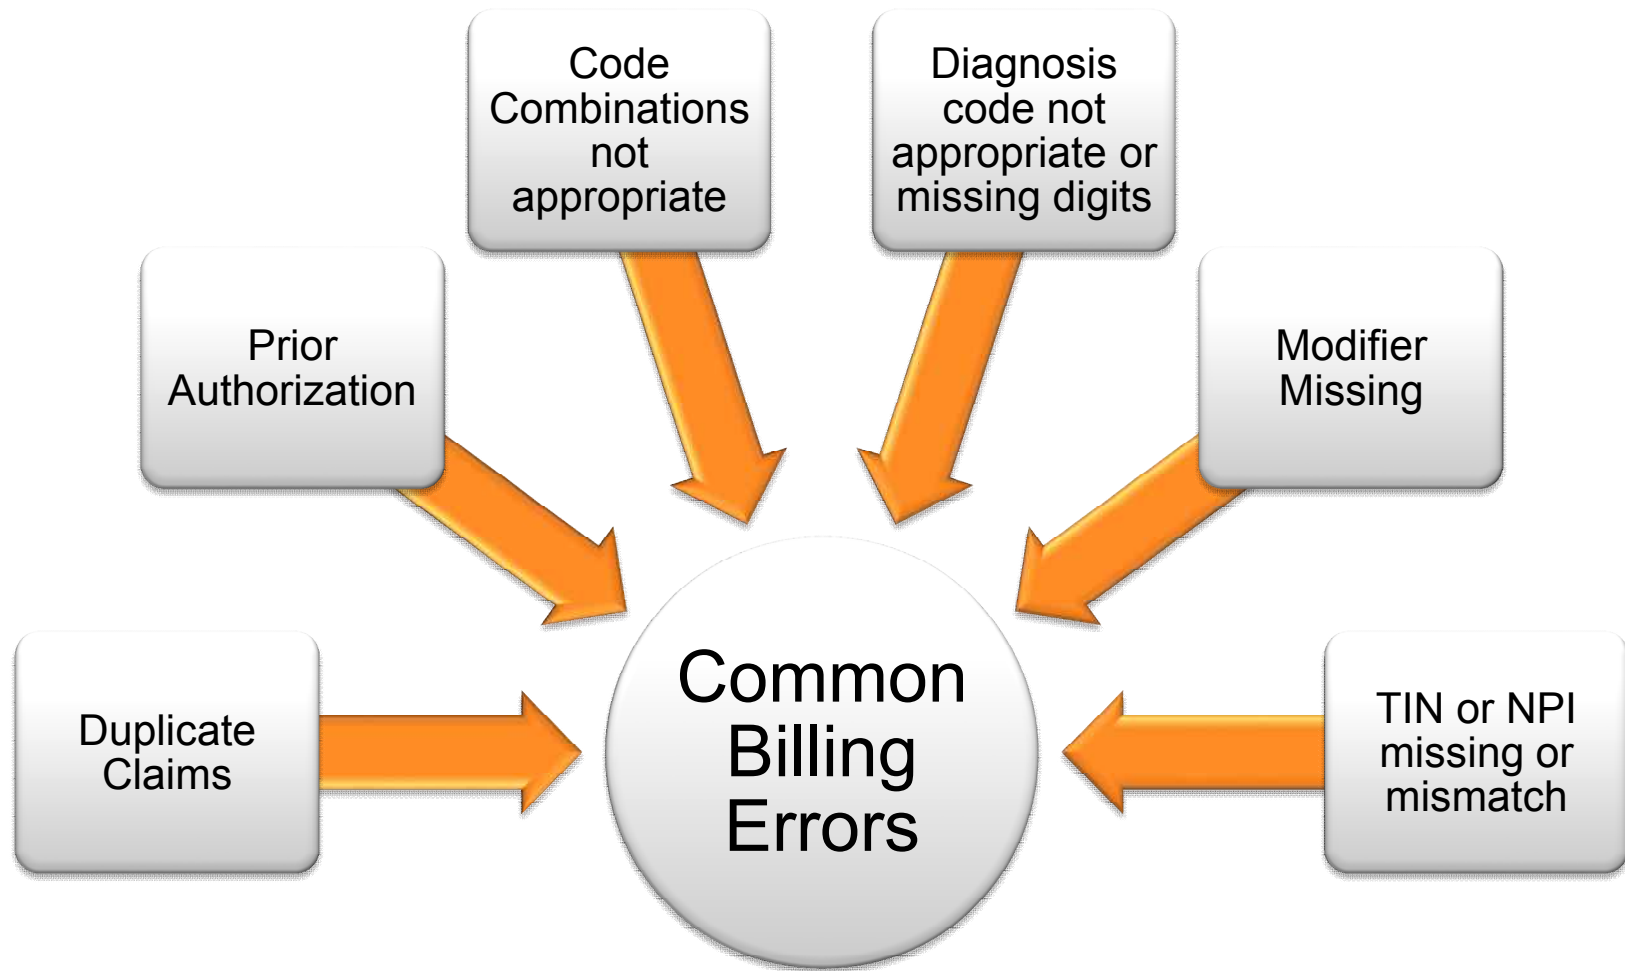 Code
Combinations
not
appropriate
Diagnosis
code not
appropriate or
missing digits
Prior
Authorization
Modifier
Missing
Duplicate
Claims
Common
Billing
Errors
TIN or NPI
missing or
mismatch